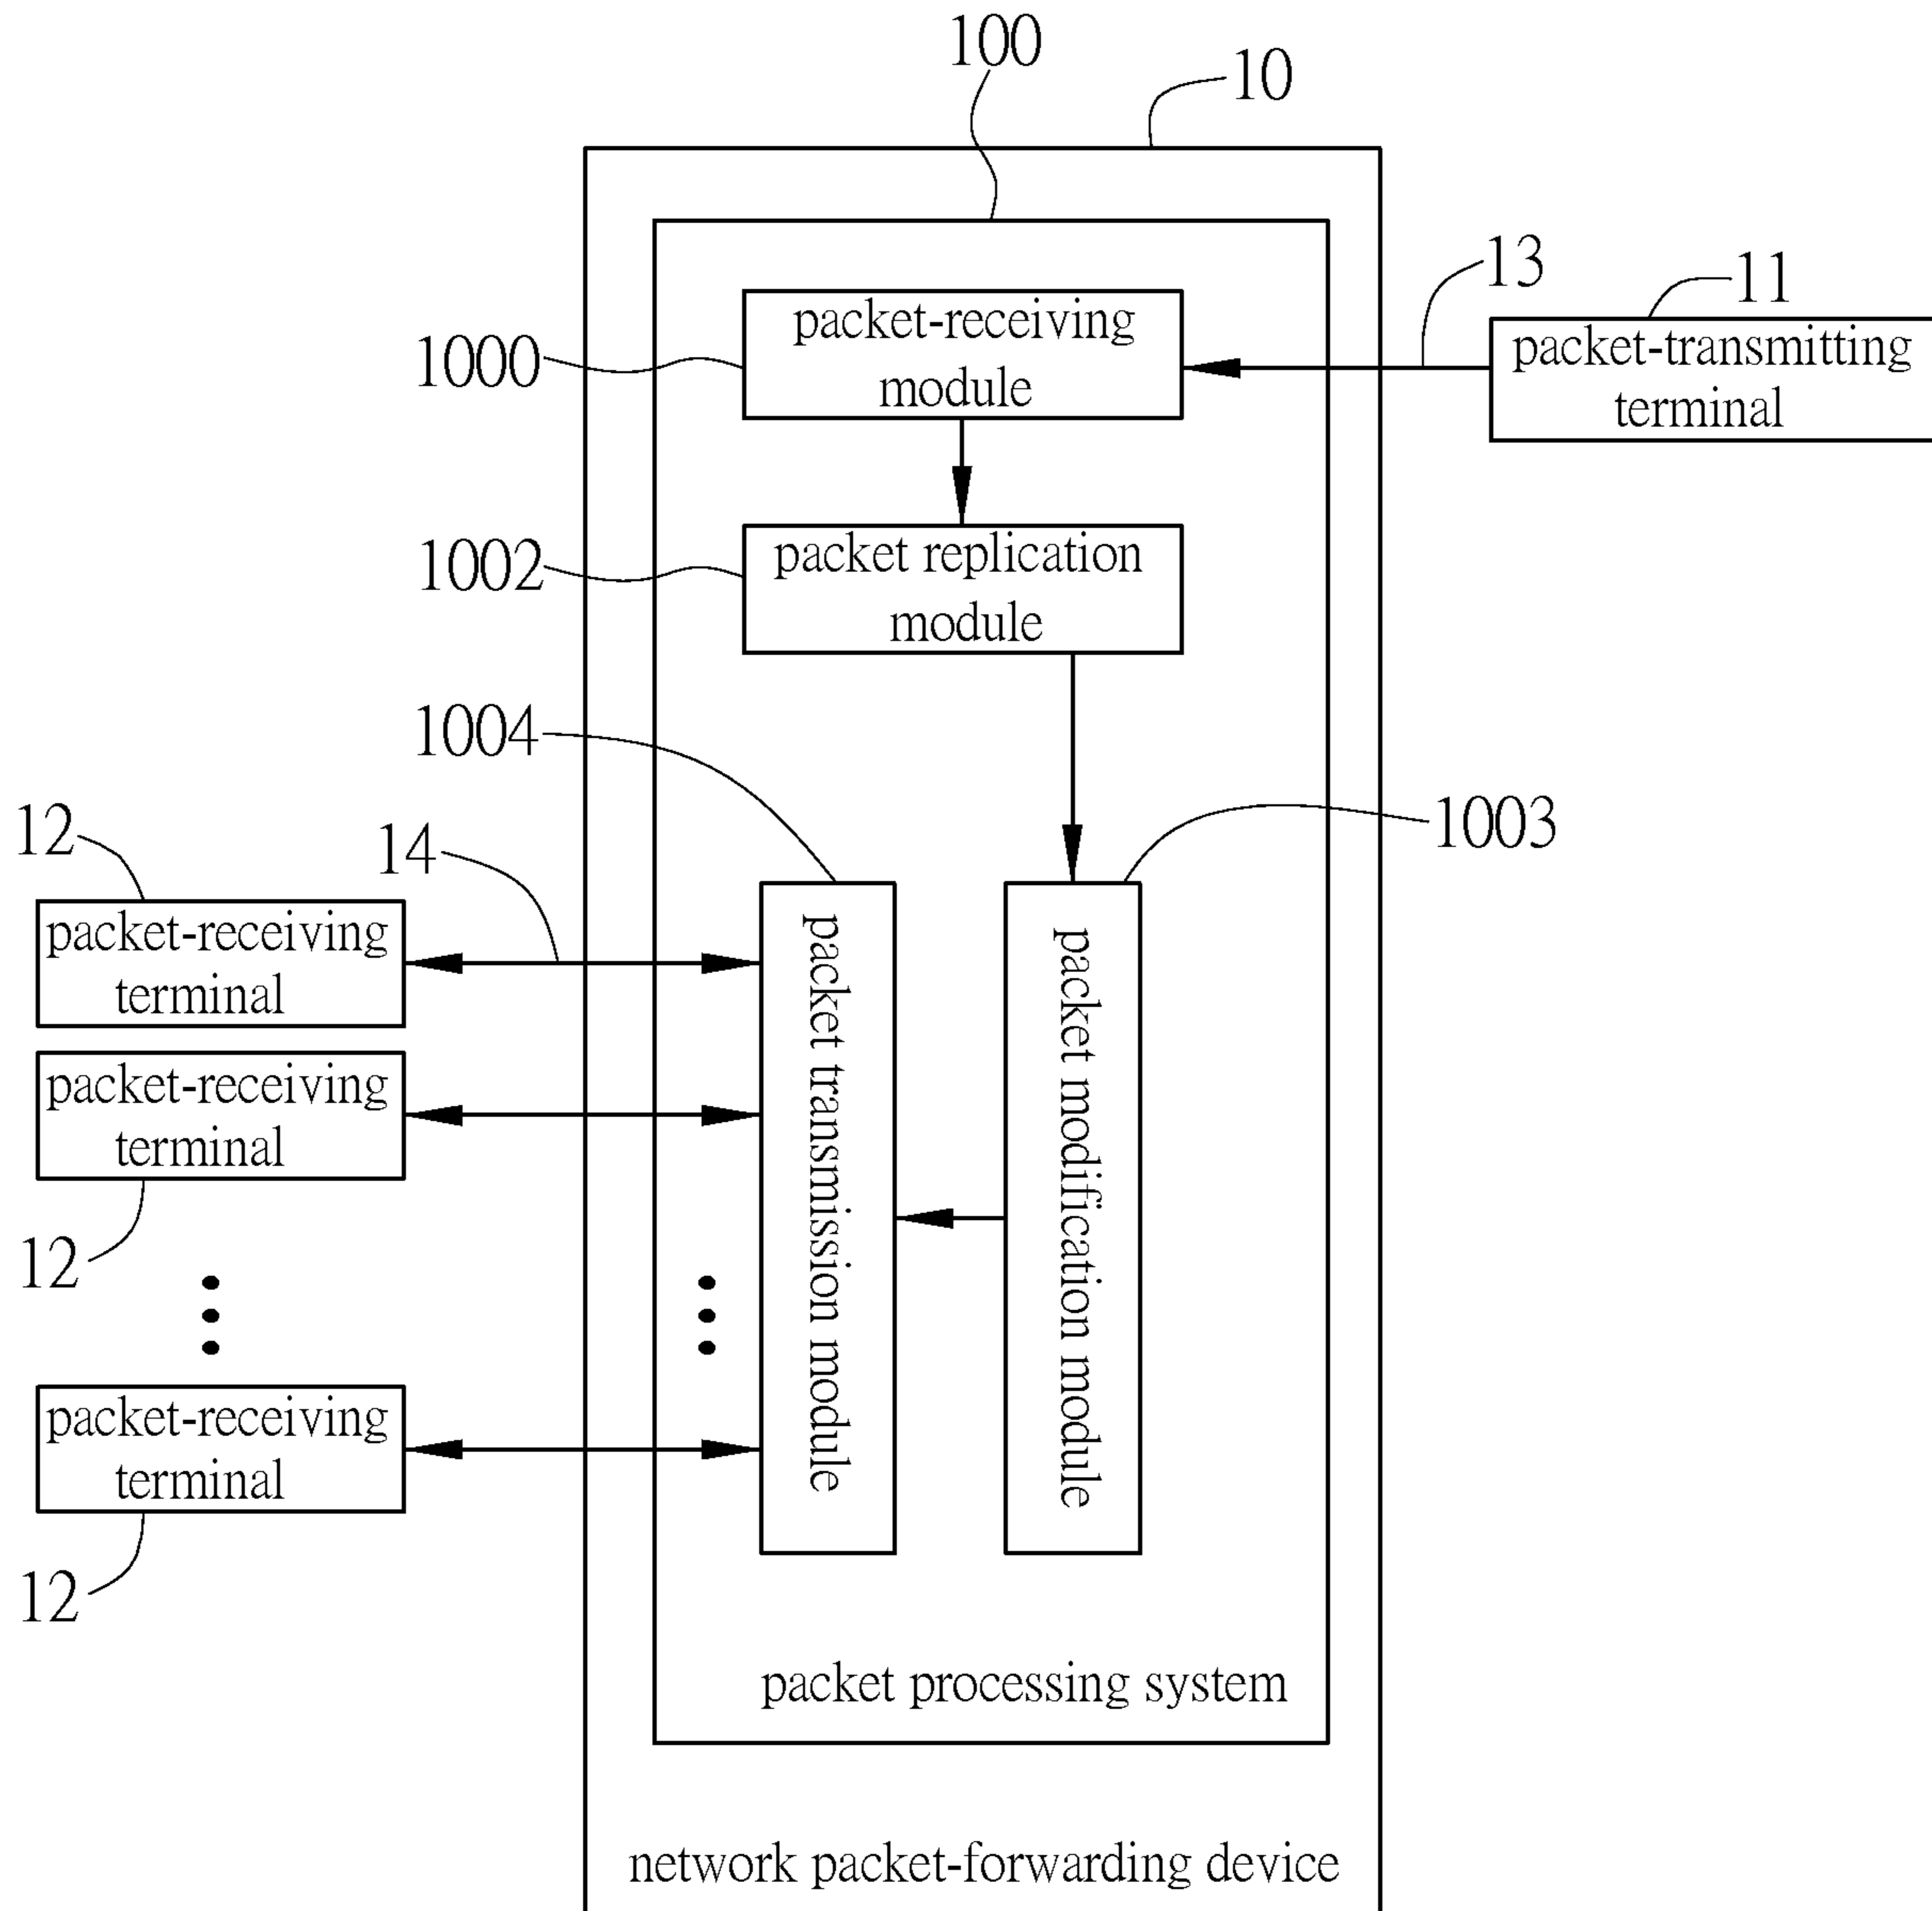 100
10
13
11
packet-receiving
module
packet-transmitting
terminal
1000
packet replication
module
1002
1004
1003
12
14
packet-receiving
terminal
packet-receiving
terminal
12
packet transmission module
packet modification module
packet-receiving
terminal
12
packet processing system
network packet-forwarding device